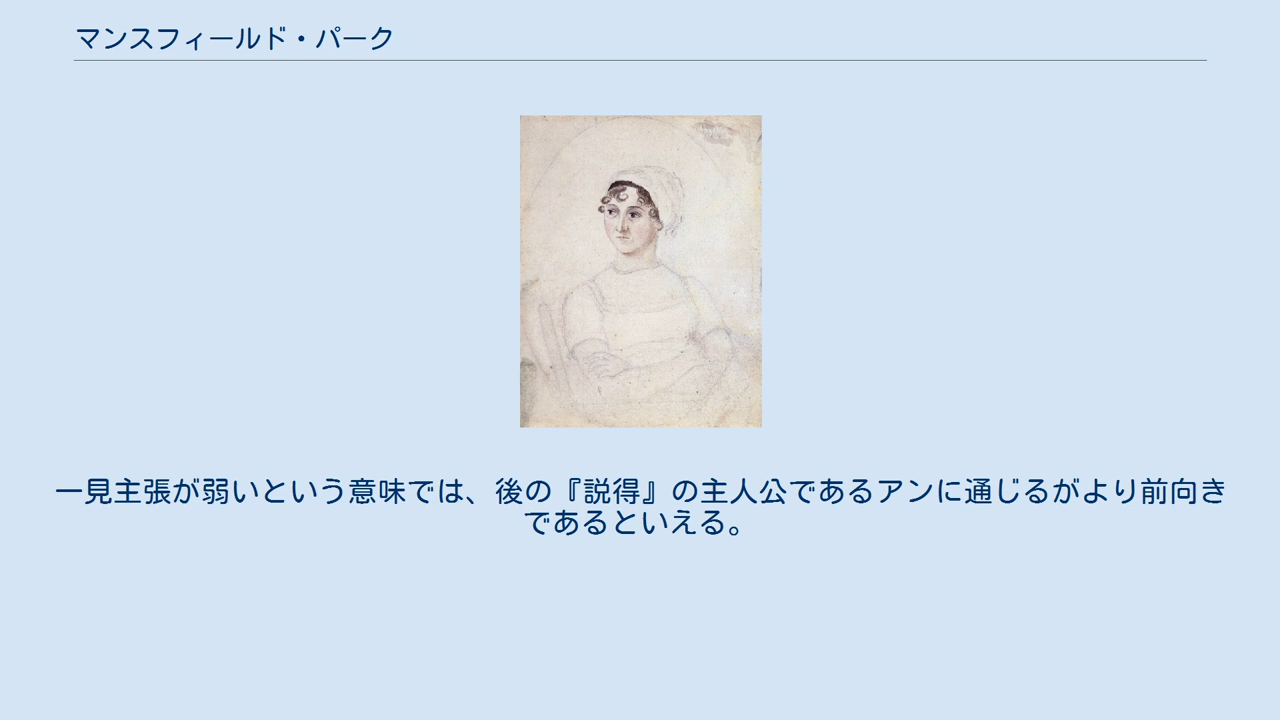 マンスフィールド・パーク
一見主張が弱いという意味では、後の『説得』の主人公であるアンに通じるがより前向き
であるといえる。